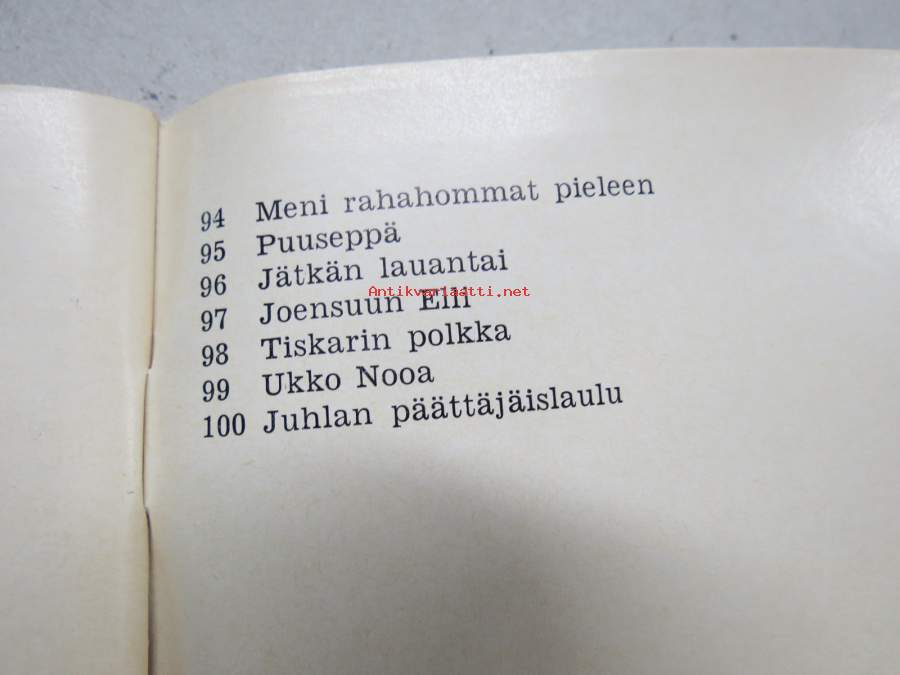 94 Meni rahahommat pieleen
95 Puuseppä
96 Jätkän lauantai
Antikvariaatti.net
97 Joensuun Elli
98 Tiskarin polkka
99 Ukko Nooa
100 Juhlan päättäjäislaulu